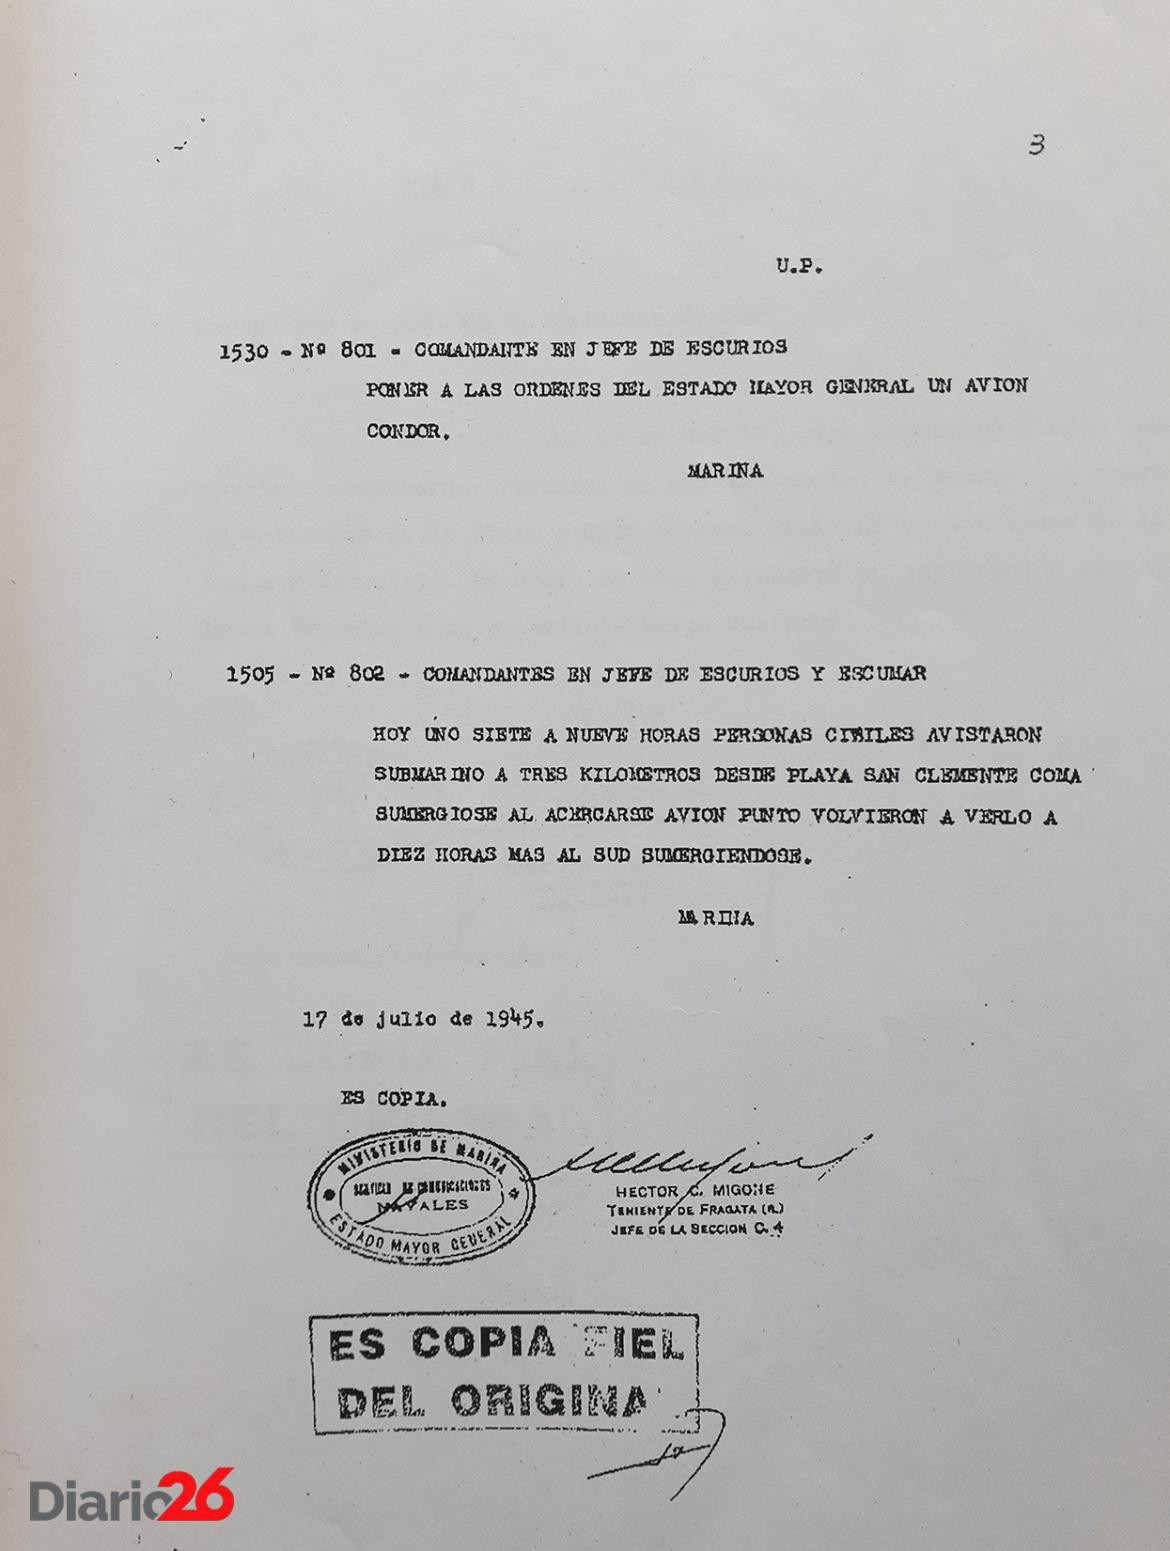 3
U.P.
1530 - Nº 801 - COMANDANTE EN JEFE DE ESCURIOS
PONER A LAS ORDENES DEL ESTADO MAYOR GENERAL UN AVION
CONDOR.
MARINA
1505 - Nº 802 - COMANDANTES EN JEFE DE ESCURIOS Y ESCUMAR
HOY UNO SIETE A NUEVE HORAS PERSONAS CIVILES AVISTARON
SUBMARINO A TRES KILOMETROS DESDE PLAYA SAN CLEMENTE COMA
SUMERGIOSE AL ACERCARSE AVION PUNTO VOLVIERON A VERLO A
DIEZ HORAS MAS AL SUD SUMERGIENDOSE.
MARINA
17 de julio de 1945.
ES COPIA.
MINISTERIO DE MARINA
DE COMUNICACIONES
NAVALES
ESTADO MAYOR GENERAL
HECTOR C. MIGONE
TENIENTE DE FRAGATA (R.)
JEFE DE LA SECCION C. 4
ES COPIA FIEL
DEL ORIGINA
Diario26